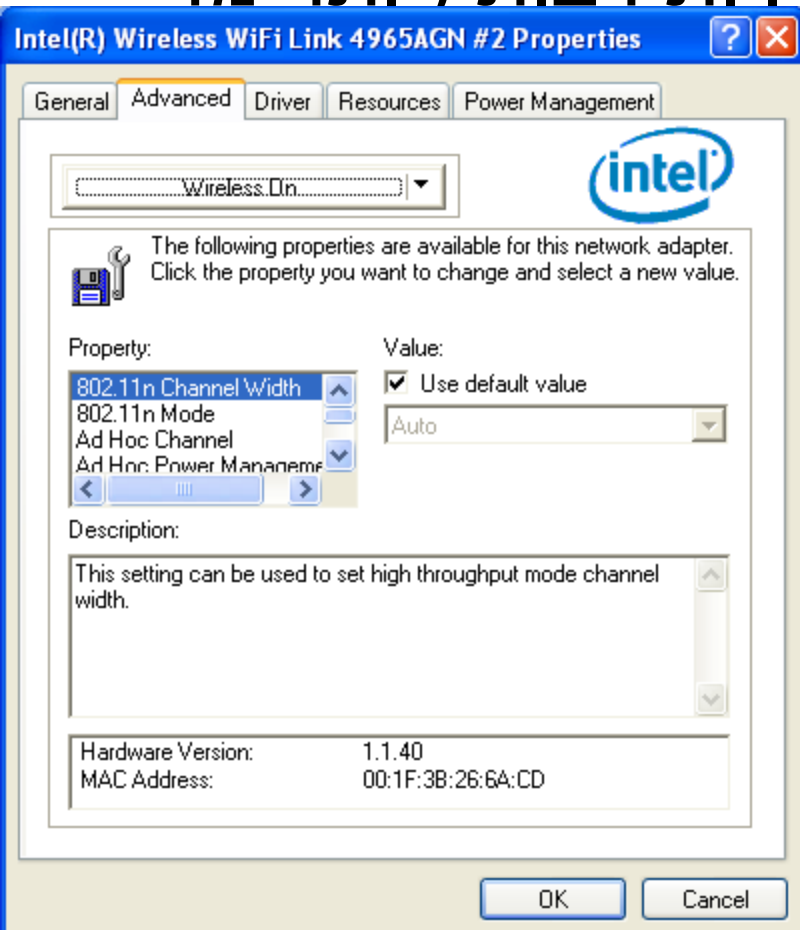 Intel(R) Wireless WiFi Link 4965AGN #2 Properties
General Advanced Driver Resources Power Management
Wireless On
intel
The following properties are available for this network adapter.
Click the property you want to change and select a new value.
Property:
Value:
802.11n Channel Width
802.11n Mode
Ad Hoc Channel
Ad Hoc Power Manageme
Use default value
Auto
Description:
This setting can be used to set high throughput mode channel
width.
Hardware Version: 1.1.40
MAC Address: 00:1F:3B:26:6A:CD
OK Cancel